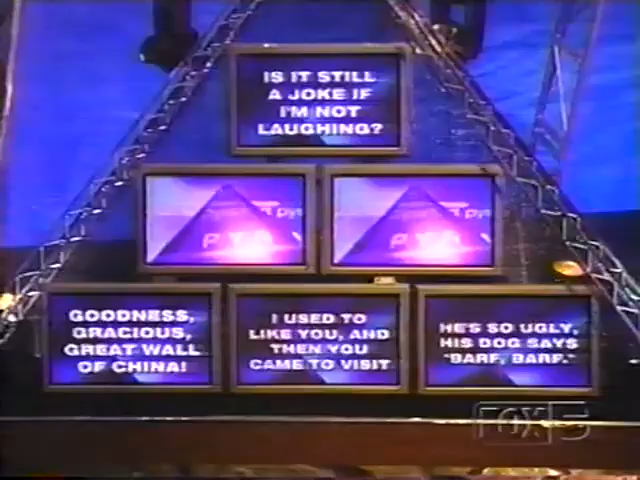 IS IT STILL
A JOKE IF
I'M NOT
LAUGHING?
GOODNESS,
GRACIOUS,
GREAT WALL
OF CHINA!
I USED TO
LIKE YOU, AND
THEN YOU
CAME TO VISIT
HE'S SO UGLY,
HIS DOG SAYS
"BARF, BARF."
FOX 5